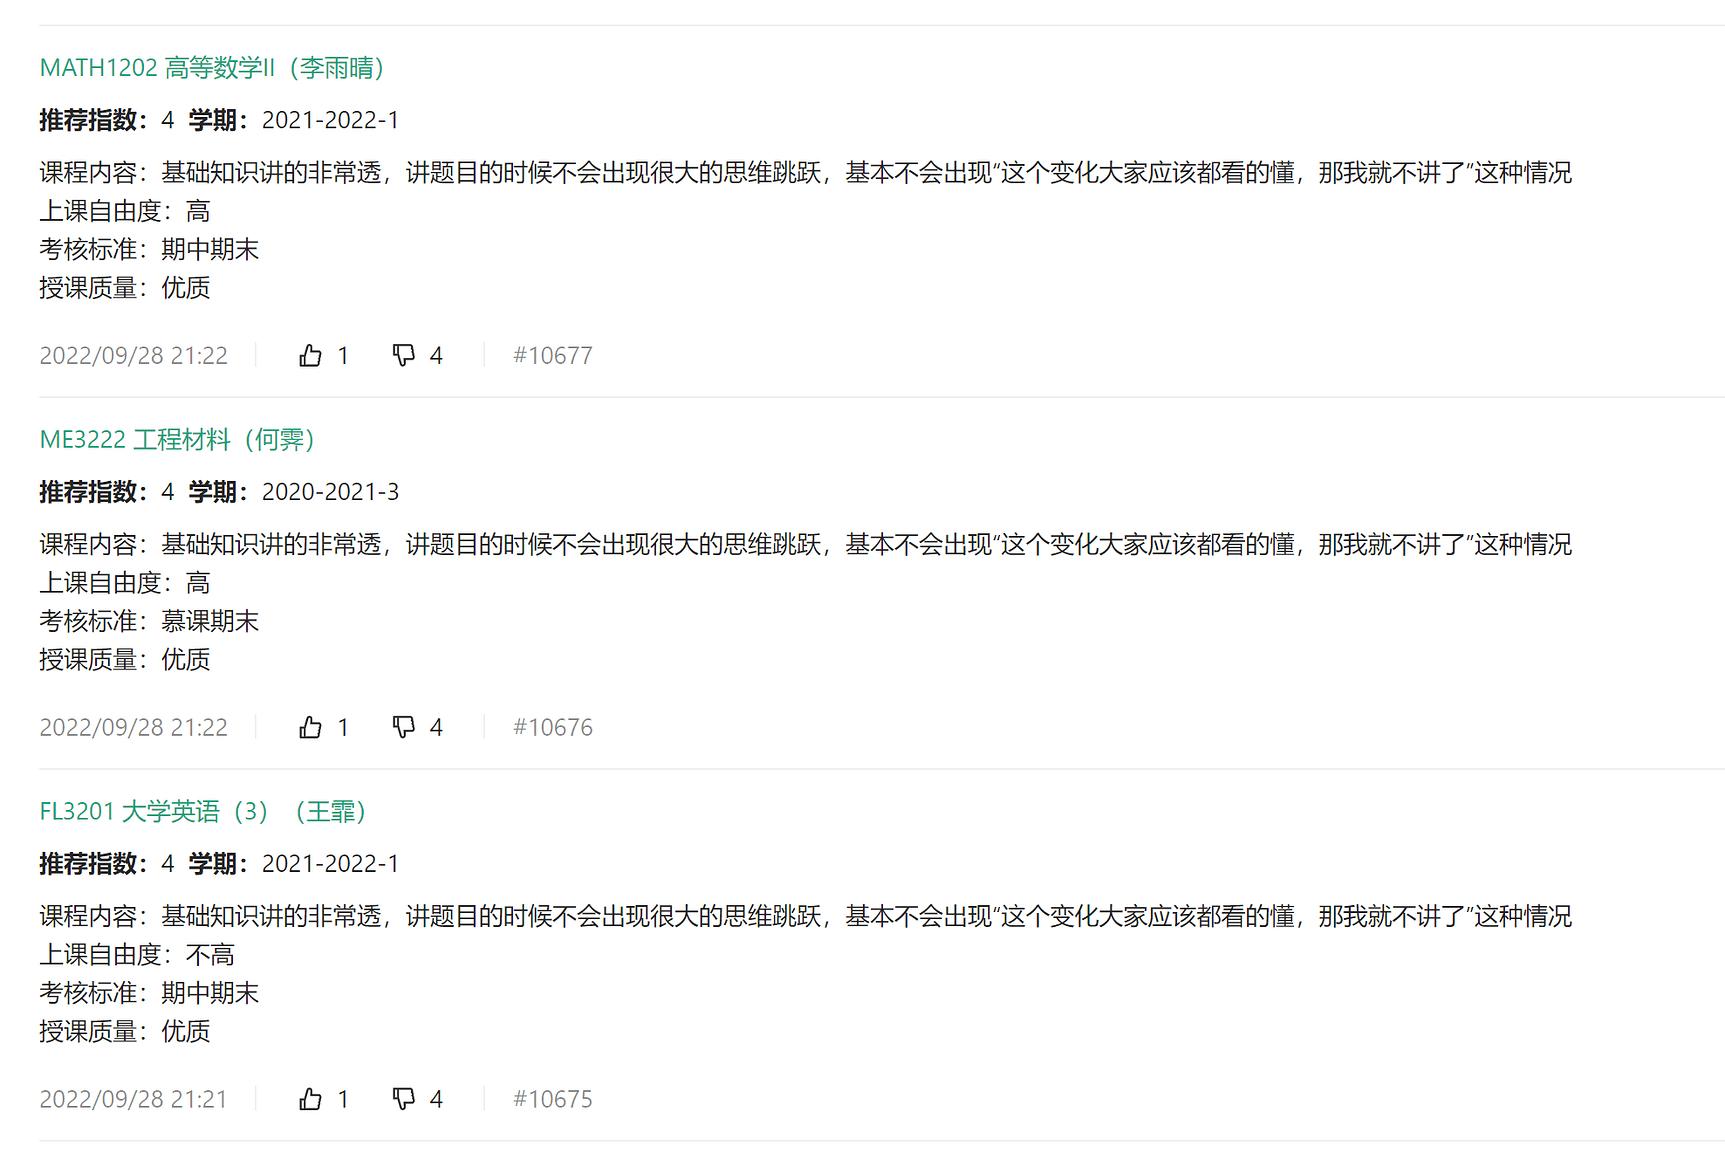 MATH1202 高等数学II（李雨晴）
推荐指数：4 学期：2021-2022-1
课程内容：基础知识讲的非常透，讲题目的时候不会出现很大的思维跳跃，基本不会出现“这个变化大家应该都看的懂，那我就不讲了”这种情况
上课自由度：高
考核标准：期中期末
授课质量：优质
2022/09/28 21:22 1 4 #10677
ME3222 工程材料（何霁）
推荐指数：4 学期：2020-2021-3
课程内容：基础知识讲的非常透，讲题目的时候不会出现很大的思维跳跃，基本不会出现“这个变化大家应该都看的懂，那我就不讲了”这种情况
上课自由度：高
考核标准：慕课期末
授课质量：优质
2022/09/28 21:22 1 4 #10676
FL3201 大学英语（3）（王霏）
推荐指数：4 学期：2021-2022-1
课程内容：基础知识讲的非常透，讲题目的时候不会出现很大的思维跳跃，基本不会出现“这个变化大家应该都看的懂，那我就不讲了”这种情况
上课自由度：不高
考核标准：期中期末
授课质量：优质
2022/09/28 21:21 1 4 #10675